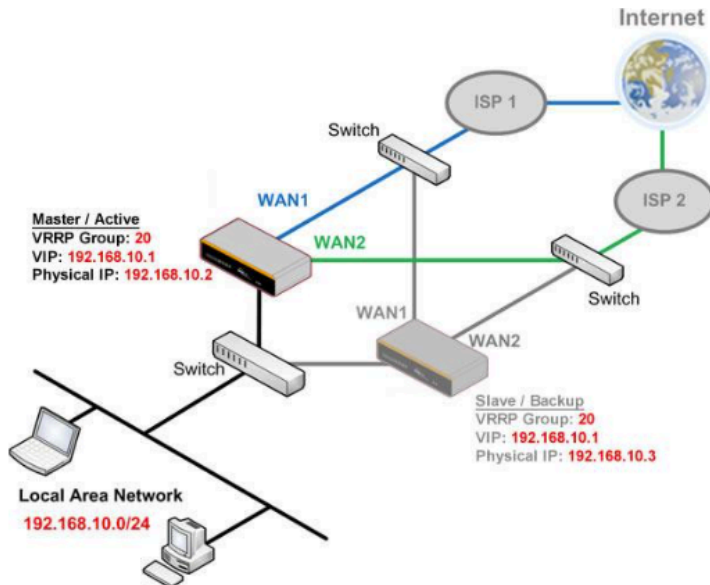 Internet
ISP 1
Switch
WAN1
ISP 2
Master / Active
VRRP Group: 20
VIP: 192.168.10.1
Physical IP: 192.168.10.2
WAN2
Switch
WAN1
WAN2
Switch
Slave / Backup
VRRP Group: 20
VIP: 192.168.10.1
Physical IP: 192.168.10.3
Local Area Network
192.168.10.0/24